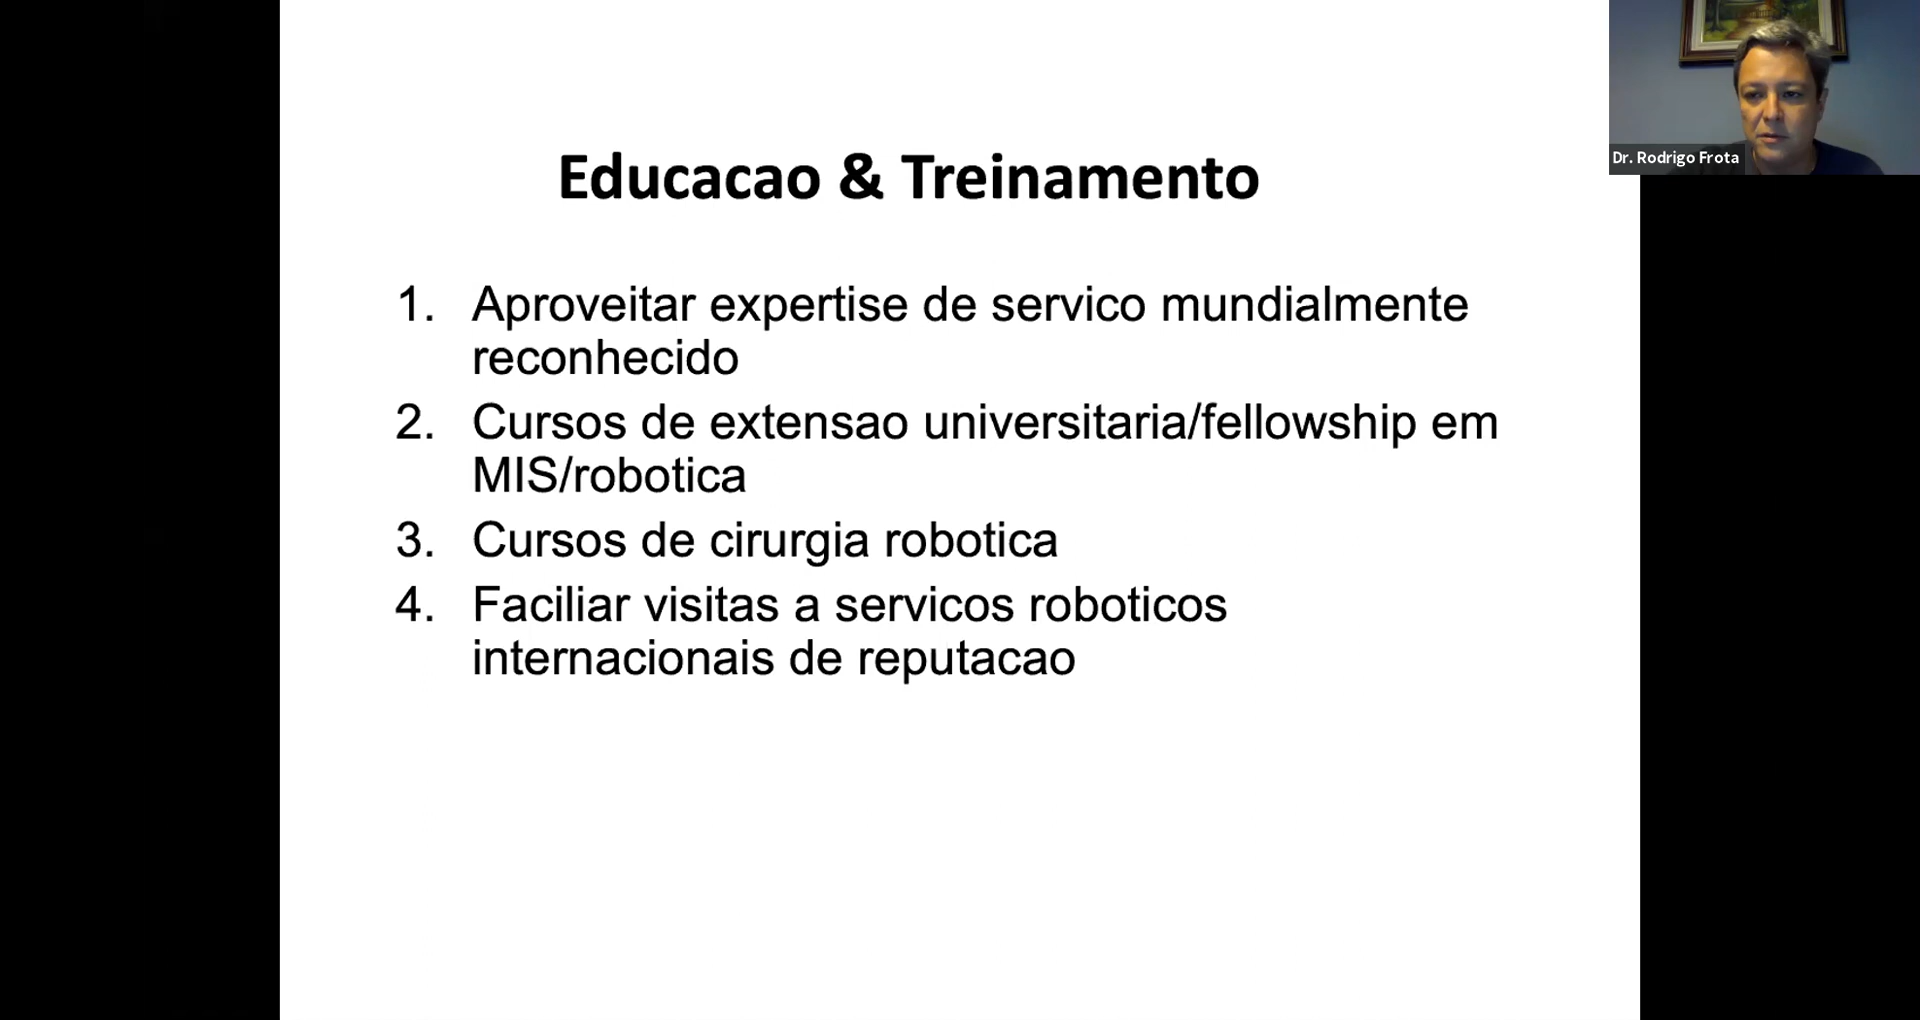 Educacao & Treinamento
1. Aproveitar expertise de servico mundialmente
reconhecido
2. Cursos de extensao universitaria/fellowship em
MIS/robotica
3. Cursos de cirurgia robotica
4. Faciliar visitas a servicos roboticos
internacionais de reputacao
Dr. Rodrigo Frota